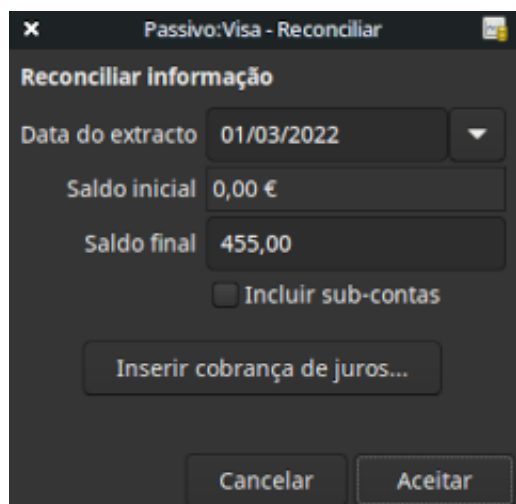 Passivo:Visa - Reconciliar
Reconciliar informação
Data do extracto 01/03/2022
Saldo inicial 0,00 €
Saldo final 455,00
Incluir sub-contas
Inserir cobrança de juros...
Cancelar Aceitar